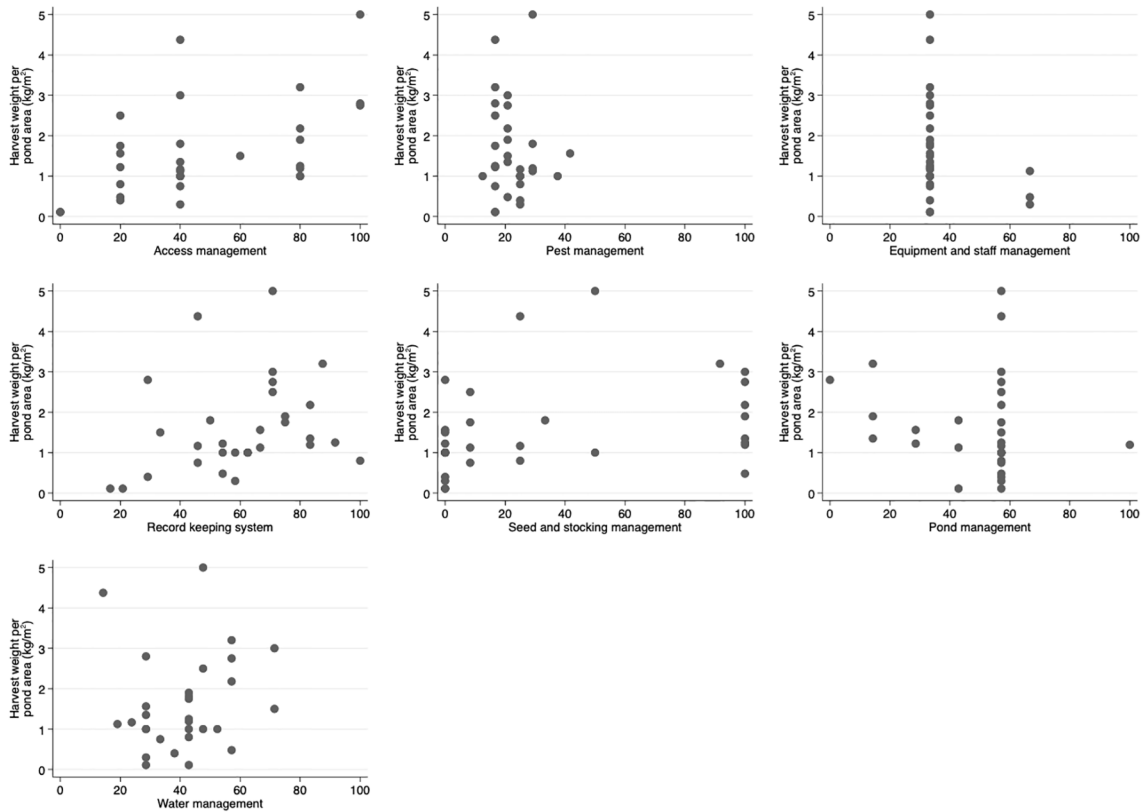 Harvest weight per
pond area (kg/m²)
5
4
3
2
1
0
0 20 40 60 80 100
Access management
Harvest weight per
pond area (kg/m²)
5
4
3
2
1
0
0 20 40 60 80 100
Pest management
Harvest weight per
pond area (kg/m²)
5
4
3
2
1
0
0 20 40 60 80 100
Equipment and staff management
Harvest weight per
pond area (kg/m²)
5
4
3
2
1
0
0 20 40 60 80 100
Record keeping system
Harvest weight per
pond area (kg/m²)
5
4
3
2
1
0
0 20 40 60 80 100
Seed and stocking management
Harvest weight per
pond area (kg/m²)
5
4
3
2
1
0
0 20 40 60 80 100
Pond management
Harvest weight per
pond area (kg/m²)
5
4
3
2
1
0
0 20 40 60 80 100
Water management